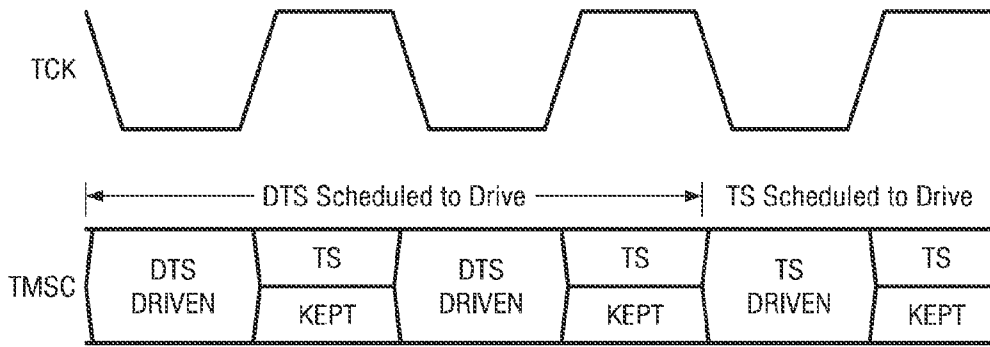 TCK
DTS Scheduled to Drive TS Scheduled to Drive
TMSC
DTS DRIVEN
TS
KEPT
DTS DRIVEN
TS
KEPT
TS DRIVEN
TS
KEPT